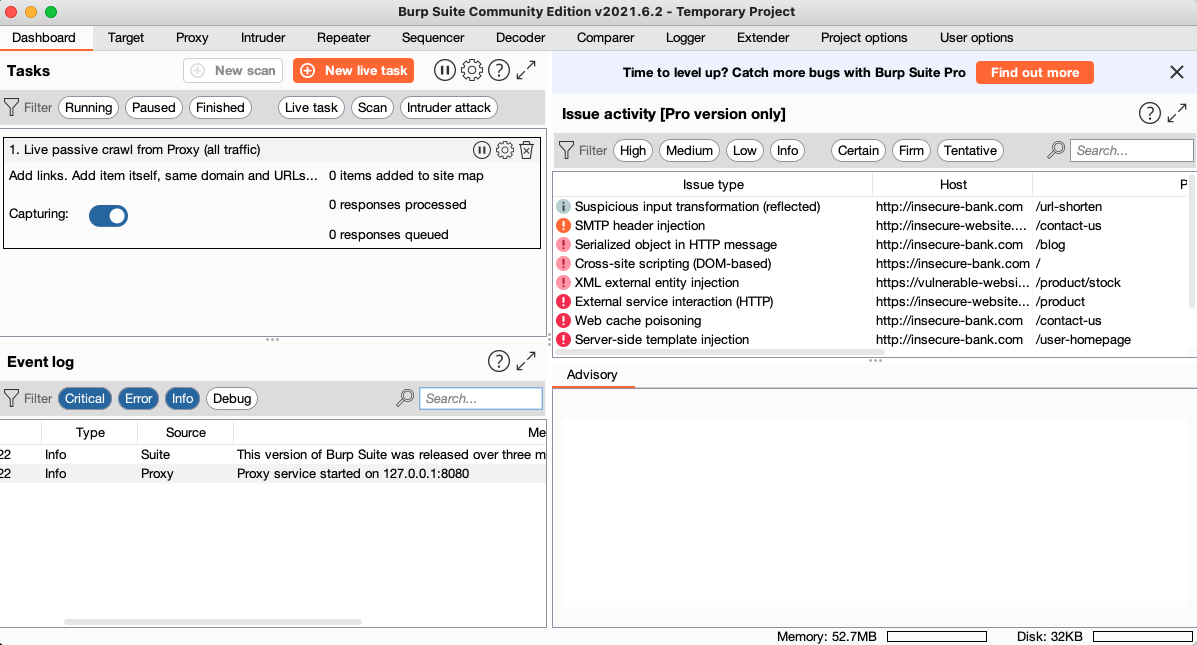 Burp Suite Community Edition v2021.6.2 - Temporary Project
Dashboard Target Proxy Intruder Repeater Sequencer Decoder Comparer Logger Extender Project options User options
Tasks New scan New live task
Filter Running Paused Finished Live task Scan Intruder attack
1. Live passive crawl from Proxy (all traffic)
Add links. Add item itself, same domain and URLs... 0 items added to site map
0 responses processed
Capturing:
0 responses queued
Event log
Filter Critical Error Info Debug Search...
Type Source Me
22 Info Suite This version of Burp Suite was released over three m
22 Info Proxy Proxy service started on 127.0.0.1:8080
Time to level up? Catch more bugs with Burp Suite Pro Find out more
Issue activity [Pro version only]
Filter High Medium Low Info Certain Firm Tentative Search...
Issue type Host P
Suspicious input transformation (reflected) http://insecure-bank.com /url-shorten
SMTP header injection http://insecure-website.... /contact-us
Serialized object in HTTP message http://insecure-bank.com /blog
Cross-site scripting (DOM-based) https://insecure-bank.com /
XML external entity injection https://vulnerable-websi... /product/stock
External service interaction (HTTP) https://insecure-website... /product
Web cache poisoning http://insecure-bank.com /contact-us
Server-side template injection http://insecure-bank.com /user-homepage
Advisory
Memory: 52.7MB Disk: 32KB